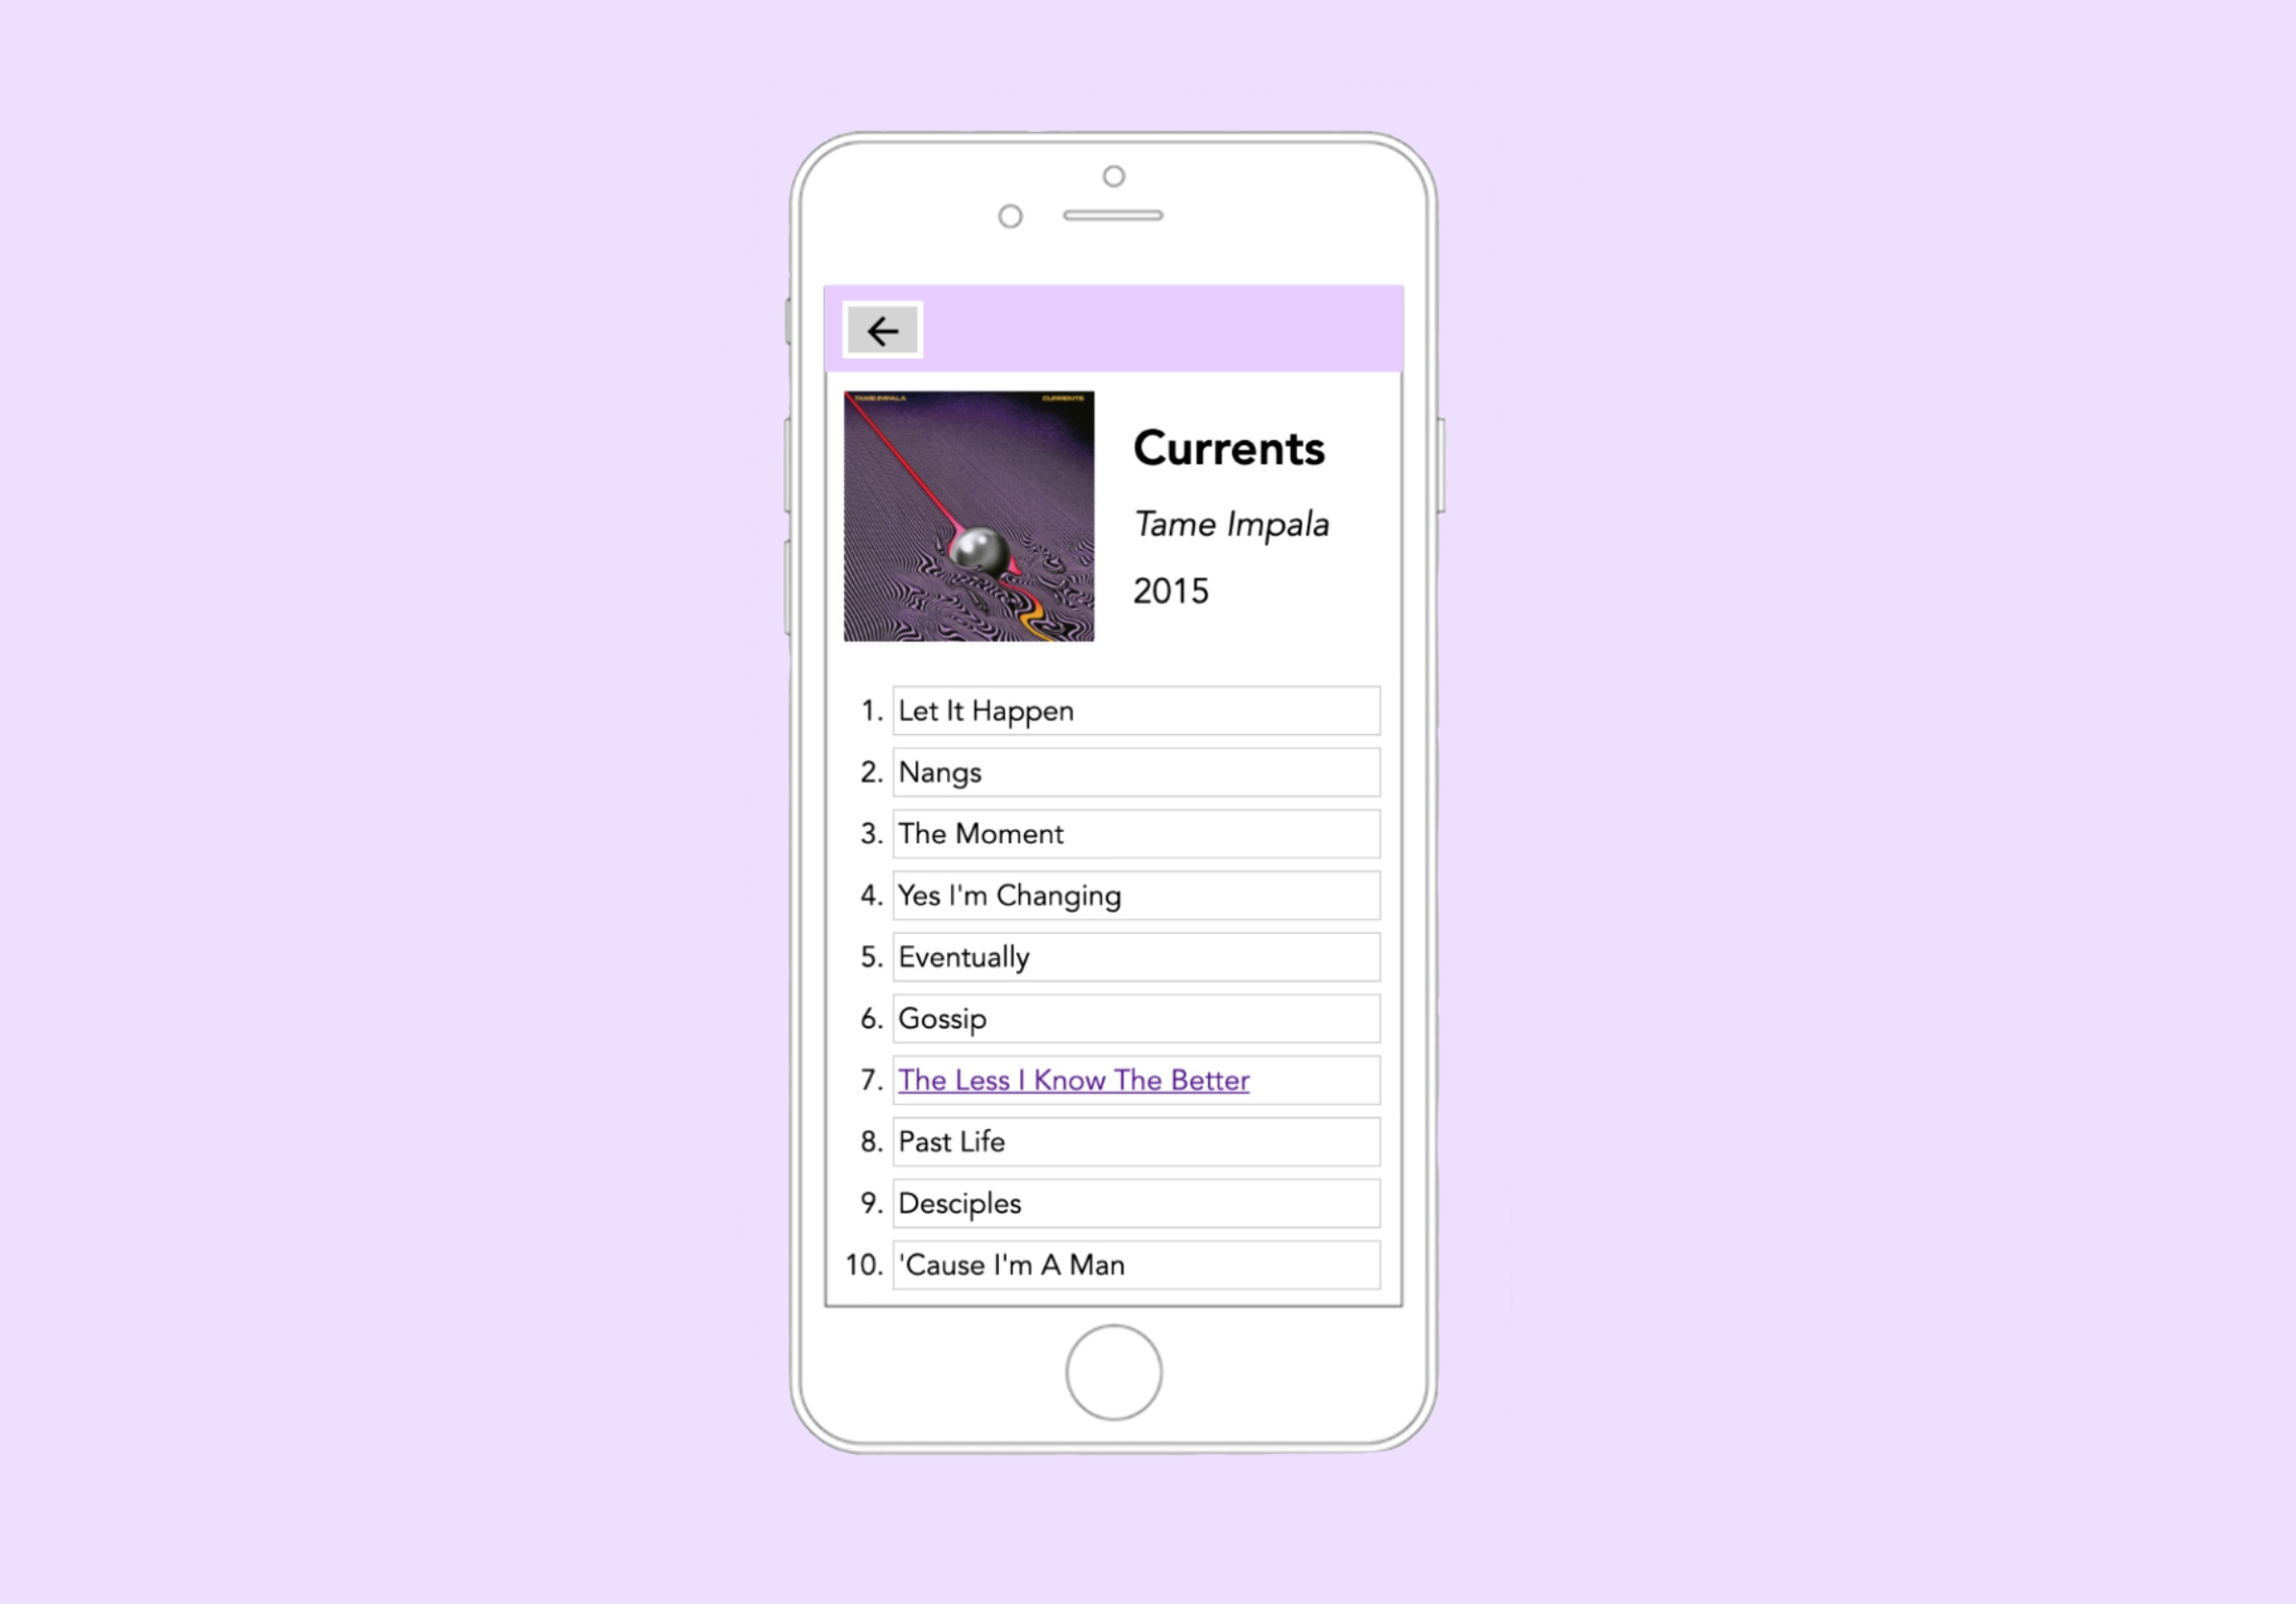 TAME IMPALA CURRENTS
Currents
Tame Impala
2015
1. Let It Happen
2. Nangs
3. The Moment
4. Yes I'm Changing
5. Eventually
6. Gossip
7. The Less I Know The Better
8. Past Life
9. Desciples
10. 'Cause I'm A Man